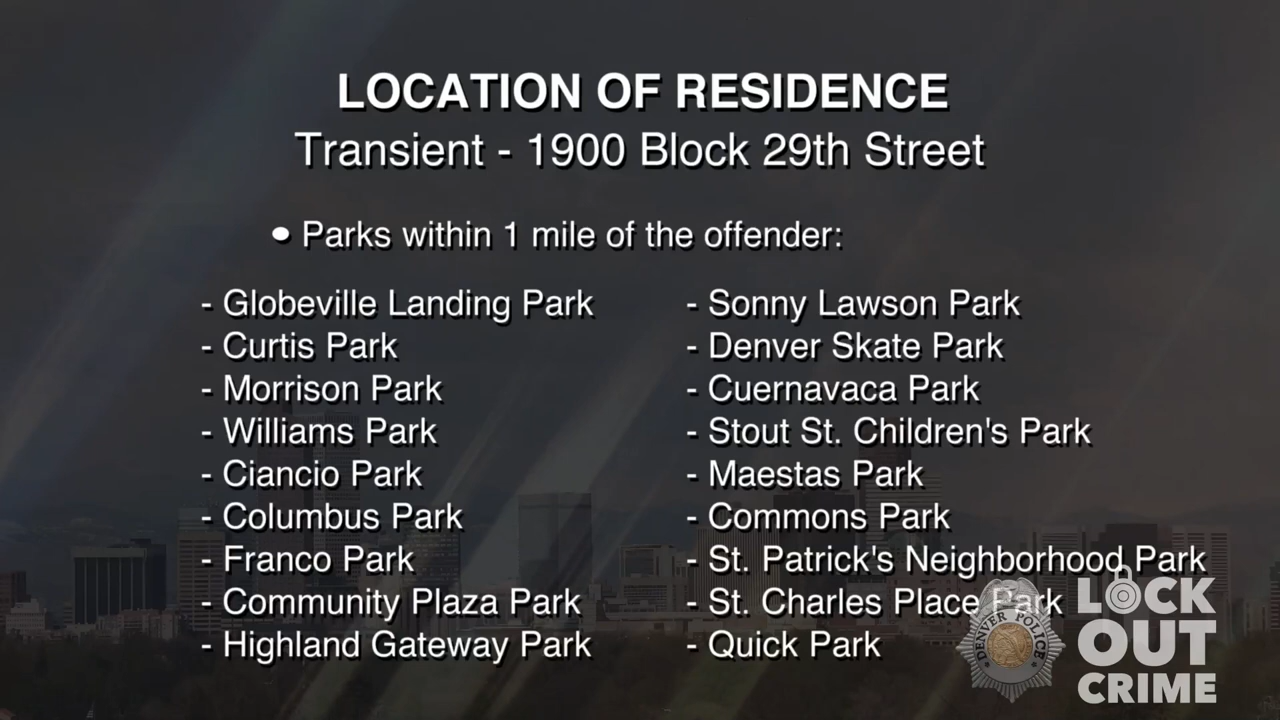 LOCATION OF RESIDENCE
Transient - 1900 Block 29th Street
• Parks within 1 mile of the offender:
- Globeville Landing Park
- Curtis Park
- Morrison Park
- Williams Park
- Ciancio Park
- Columbus Park
- Franco Park
- Community Plaza Park
- Highland Gateway Park
- Sonny Lawson Park
- Denver Skate Park
- Cuernavaca Park
- Stout St. Children's Park
- Maestas Park
- Commons Park
- St. Patrick's Neighborhood Park
- St. Charles Place Park
- Quick Park
DENVER POLICE
LOCK
OUT
CRIME